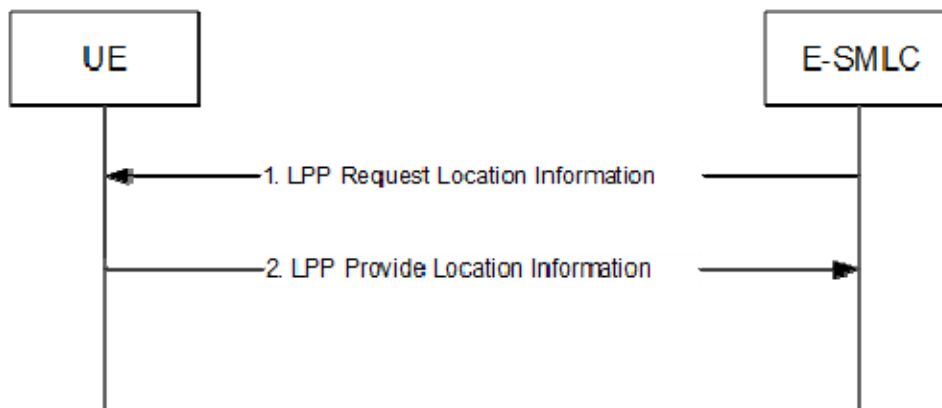 UE
E-SMLC
1. LPP Request Location Information
2. LPP Provide Location Information